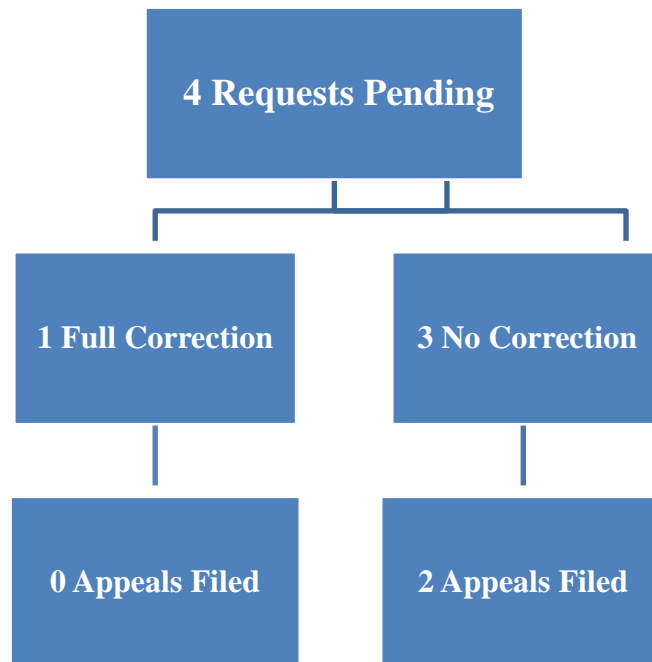 4 Requests Pending
1 Full Correction
3 No Correction
0 Appeals Filed
2 Appeals Filed